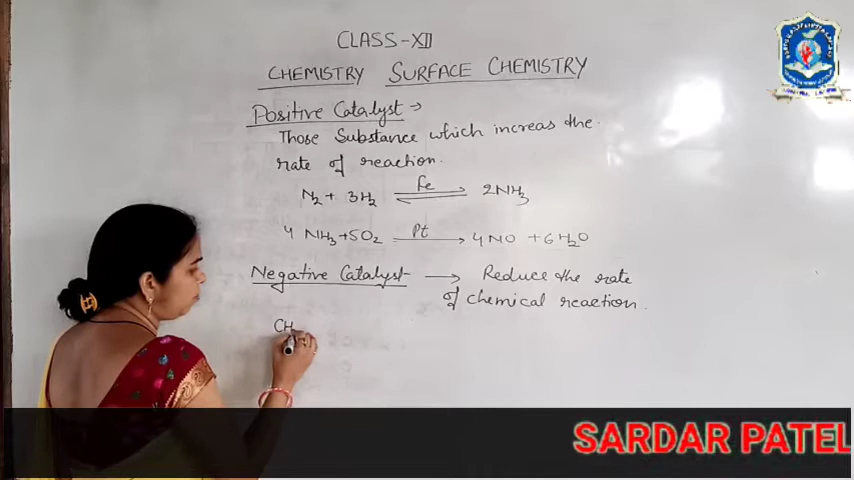 CLASS-XII
CHEMISTRY SURFACE CHEMISTRY
Positive Catalyst →
Those Substance which increas the
rate of reaction.
N₂ + 3H₂ ⇌ 2NH₃
Fe
4 NH₃+5O₂ → 4NO + 6H₂O
Pt
Negative Catalyst → Reduce the rate
of chemical reaction.
CH₃
SARDAR PATEL